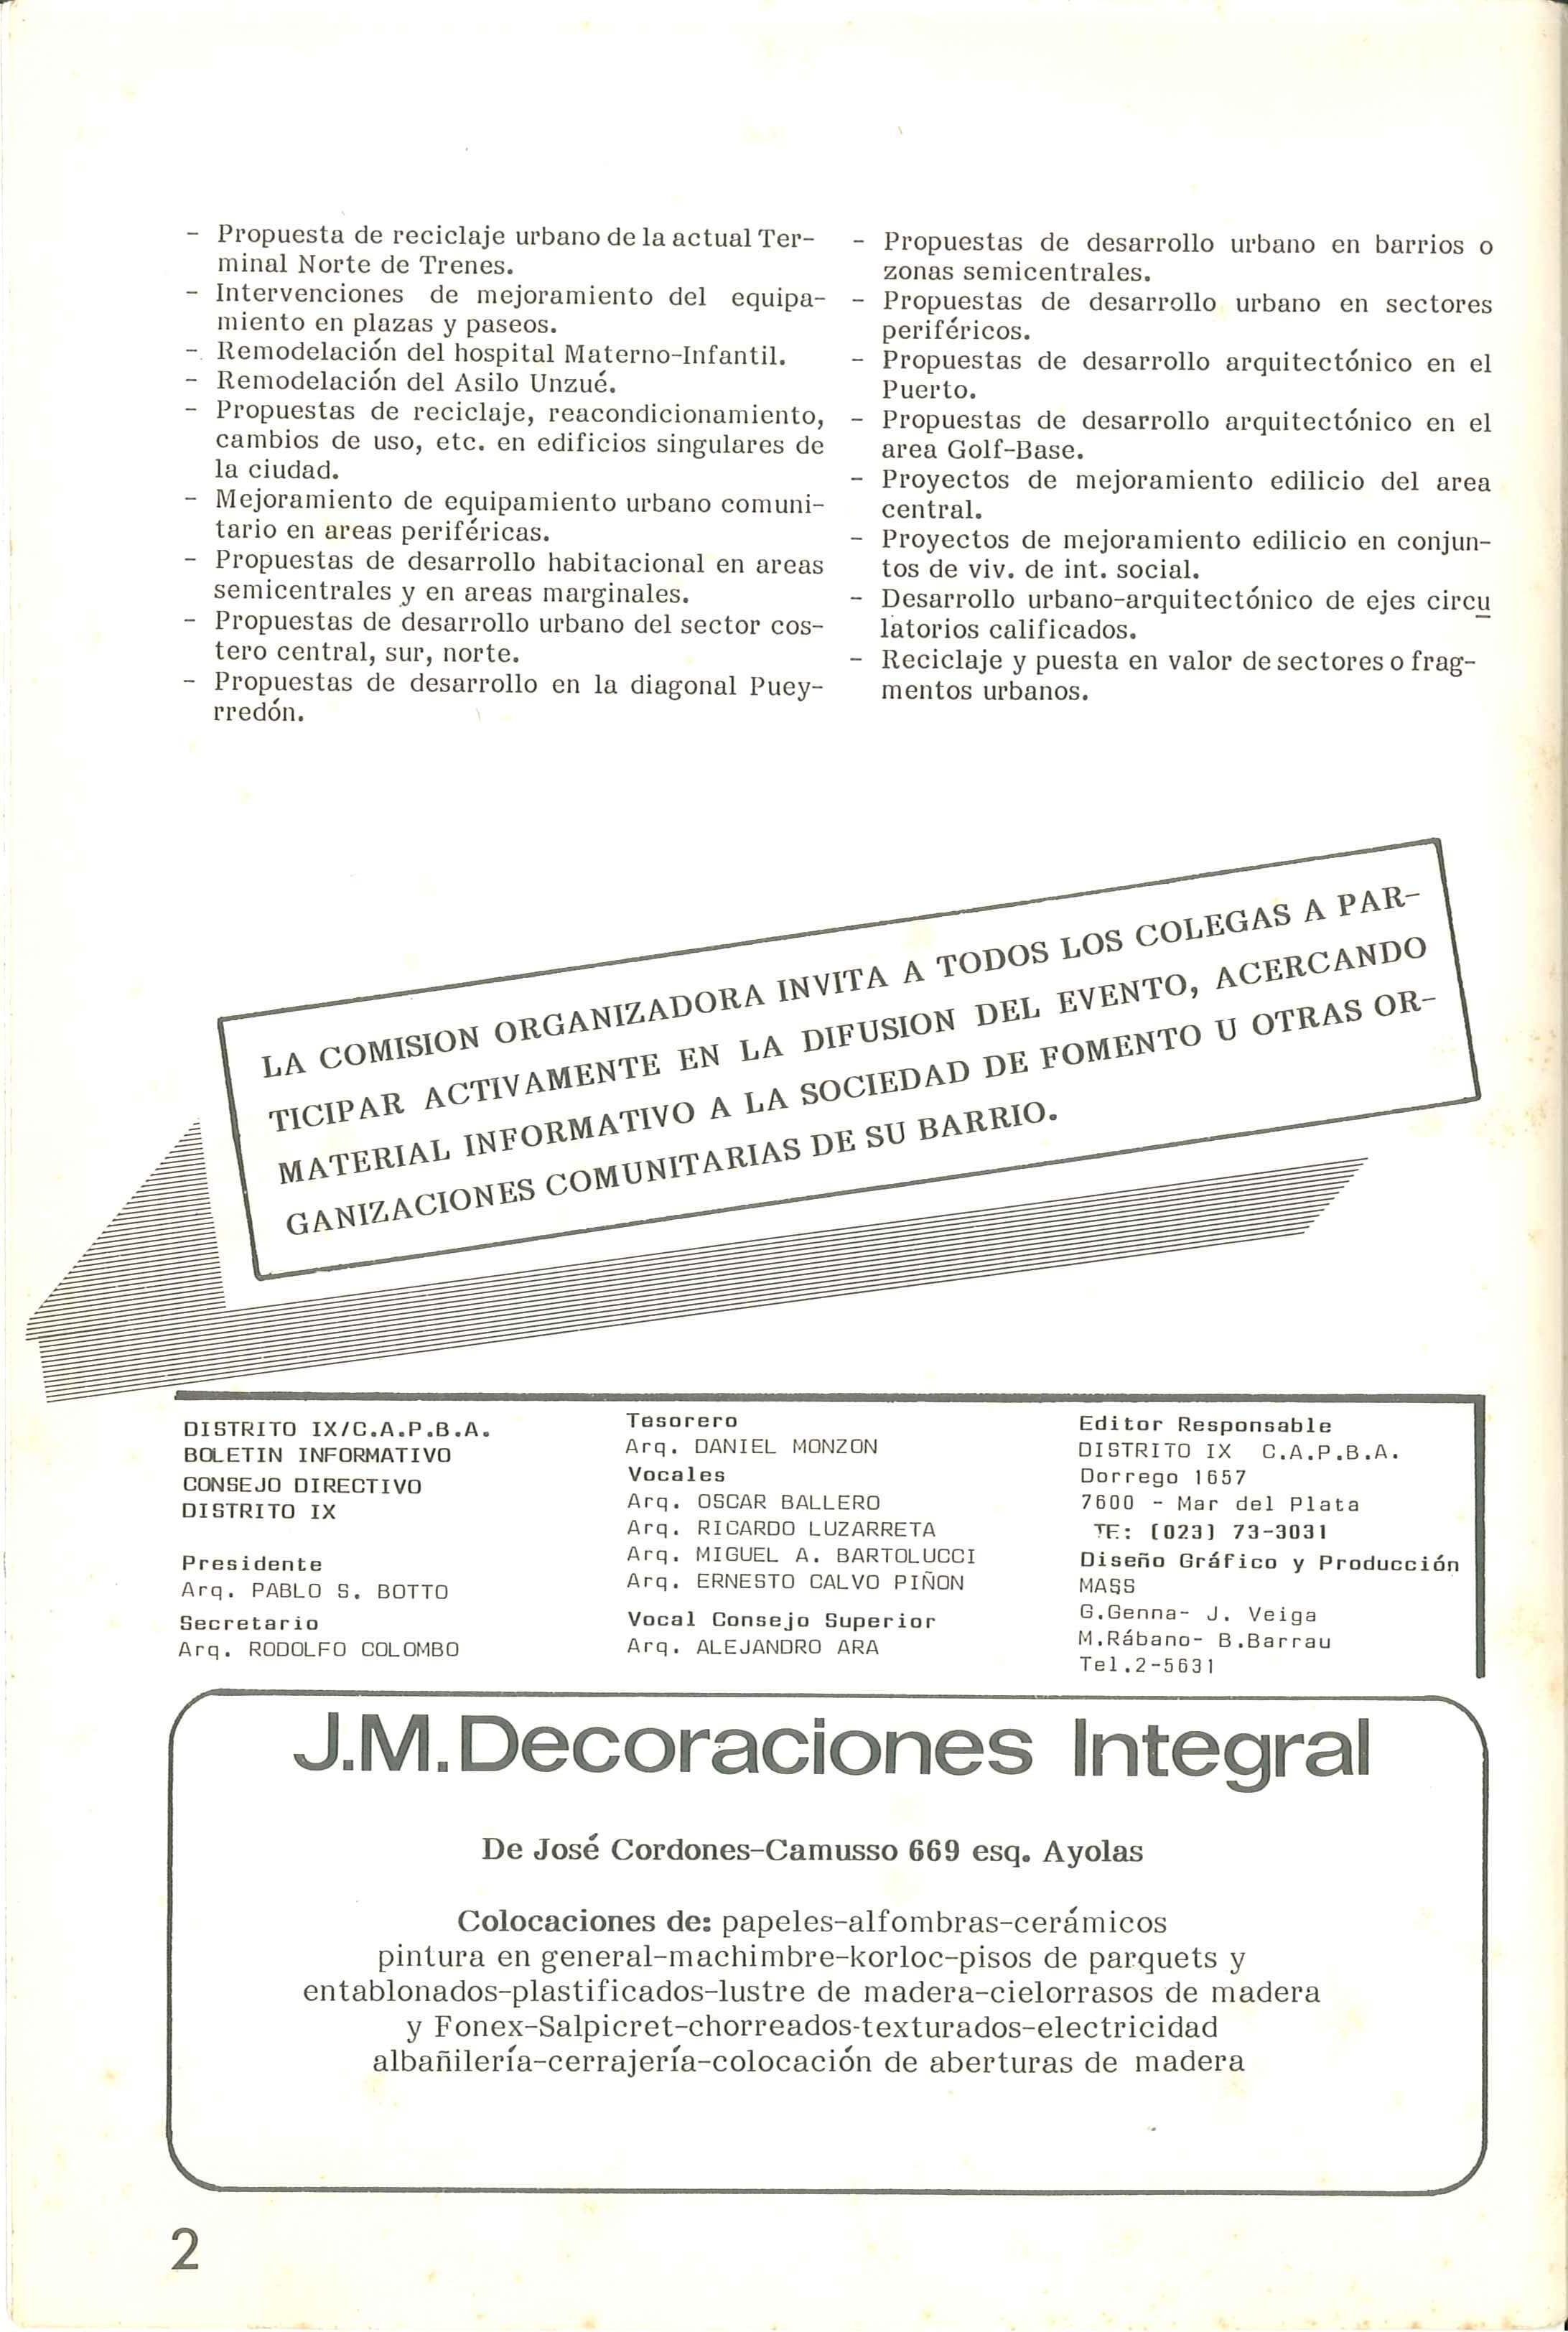 - Propuesta de reciclaje urbano de la actual Ter-
minal Norte de Trenes.
- Intervenciones de mejoramiento del equipa-
miento en plazas y paseos.
- Remodelación del hospital Materno-Infantil.
- Remodelación del Asilo Unzué.
- Propuestas de reciclaje, reacondicionamiento,
cambios de uso, etc. en edificios singulares de
la ciudad.
- Mejoramiento de equipamiento urbano comuni-
tario en areas periféricas.
- Propuestas de desarrollo habitacional en areas
semicentrales y en areas marginales.
- Propuestas de desarrollo urbano del sector cos-
tero central, sur, norte.
- Propuestas de desarrollo en la diagonal Puey-
rredón.
- Propuestas de desarrollo urbano en barrios o
zonas semicentrales.
- Propuestas de desarrollo urbano en sectores
periféricos.
- Propuestas de desarrollo arquitectónico en el
Puerto.
- Propuestas de desarrollo arquitectónico en el
area Golf-Base.
- Proyectos de mejoramiento edilicio del area
central.
- Proyectos de mejoramiento edilicio en conjun-
tos de viv. de int. social.
- Desarrollo urbano-arquitectónico de ejes circu
latorios calificados.
- Reciclaje y puesta en valor de sectores o frag-
mentos urbanos.
LA COMISION ORGANIZADORA INVITA A TODOS LOS COLEGAS A PAR-
TICIPAR ACTIVAMENTE EN LA DIFUSION DEL EVENTO, ACERCANDO
MATERIAL INFORMATIVO A LA SOCIEDAD DE FOMENTO U OTRAS OR-
GANIZACIONES COMUNITARIAS DE SU BARRIO.
DISTRITO IX/C.A.P.B.A.
BOLETIN INFORMATIVO
CONSEJO DIRECTIVO
DISTRITO IX
Presidente
Arq. PABLO S. BOTTO
Secretario
Arq. RODOLFO COLOMBO
Tesorero
Arq. DANIEL MONZON
Vocales
Arq. OSCAR BALLERO
Arq. RICARDO LUZARRETA
Arq. MIGUEL A. BARTOLUCCI
Arq. ERNESTO CALVO PIÑON
Vocal Consejo Superior
Arq. ALEJANDRO ARA
Editor Responsable
DISTRITO IX C.A.P.B.A.
Dorrego 1657
7600 - Mar del Plata
TE: (023) 73-3031
Diseño Gráfico y Producción
MASS
G.Genna- J. Veiga
M.Rábano- B.Barrau
Tel.2-5631
J.M.Decoraciones Integral
De José Cordones-Camusso 669 esq. Ayolas
Colocaciones de: papeles-alfombras-cerámicos
pintura en general-machimbre-korloc-pisos de parquets y
entablonados-plastificados-lustre de madera-cielorrasos de madera
y Fonex-Salpicret-chorreados-texturados-electricidad
albañilería-cerrajería-colocación de aberturas de madera
2